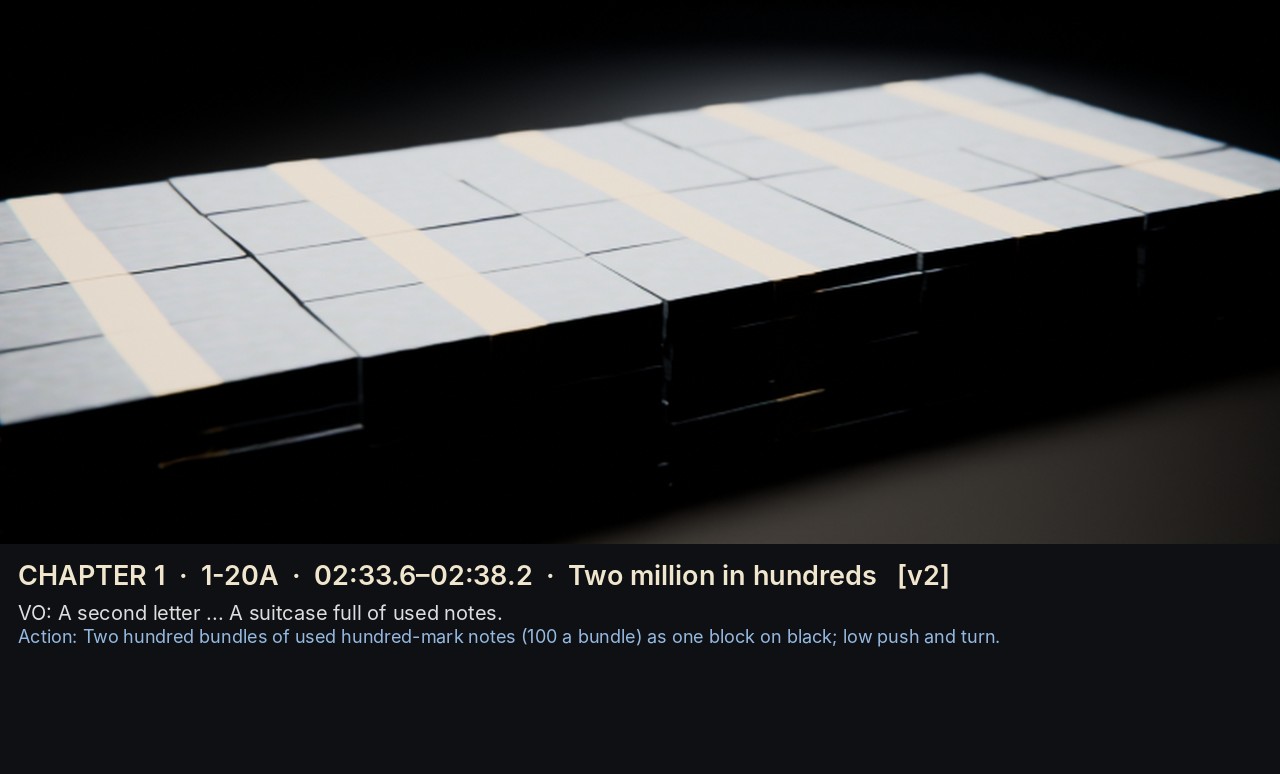 CHAPTER 1 · 1-20A · 02:33.6–02:38.2 · Two million in hundreds [v2]
VO: A second letter ... A suitcase full of used notes.
Action: Two hundred bundles of used hundred-mark notes (100 a bundle) as one block on black; low push and turn.